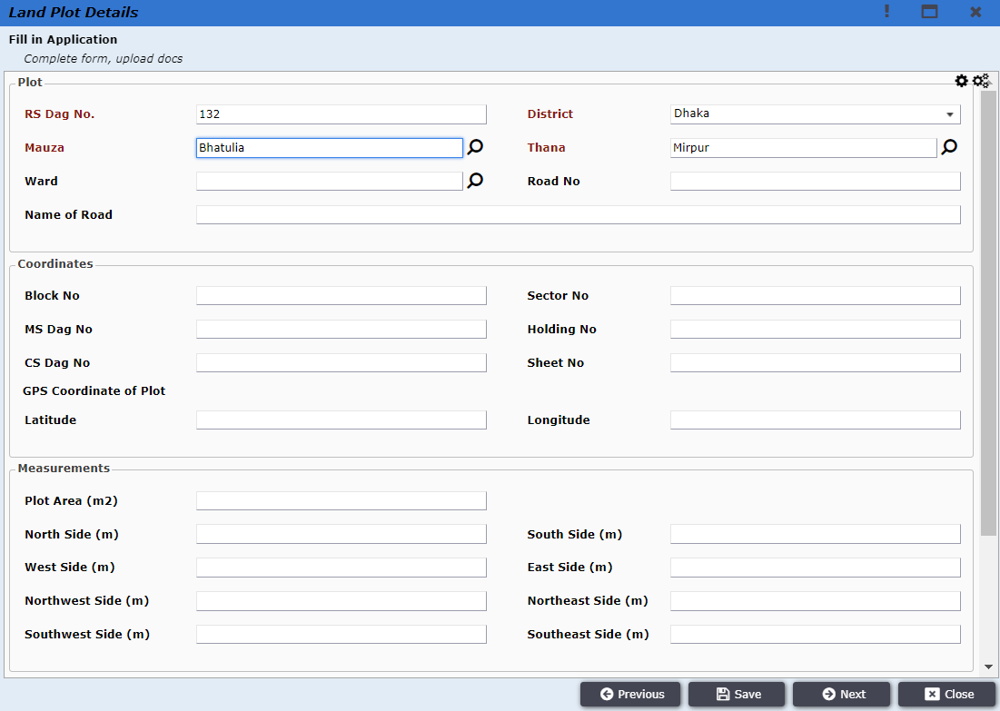 Land Plot Details
Fill in Application
Complete form, upload docs
Plot
RS Dag No. 132 District Dhaka
Mauza Bhatulia Thana Mirpur
Ward Road No
Name of Road
Coordinates
Block No Sector No
MS Dag No Holding No
CS Dag No Sheet No
GPS Coordinate of Plot
Latitude Longitude
Measurements
Plot Area (m2)
North Side (m) South Side (m)
West Side (m) East Side (m)
Northwest Side (m) Northeast Side (m)
Southwest Side (m) Southeast Side (m)
Previous Save Next Close